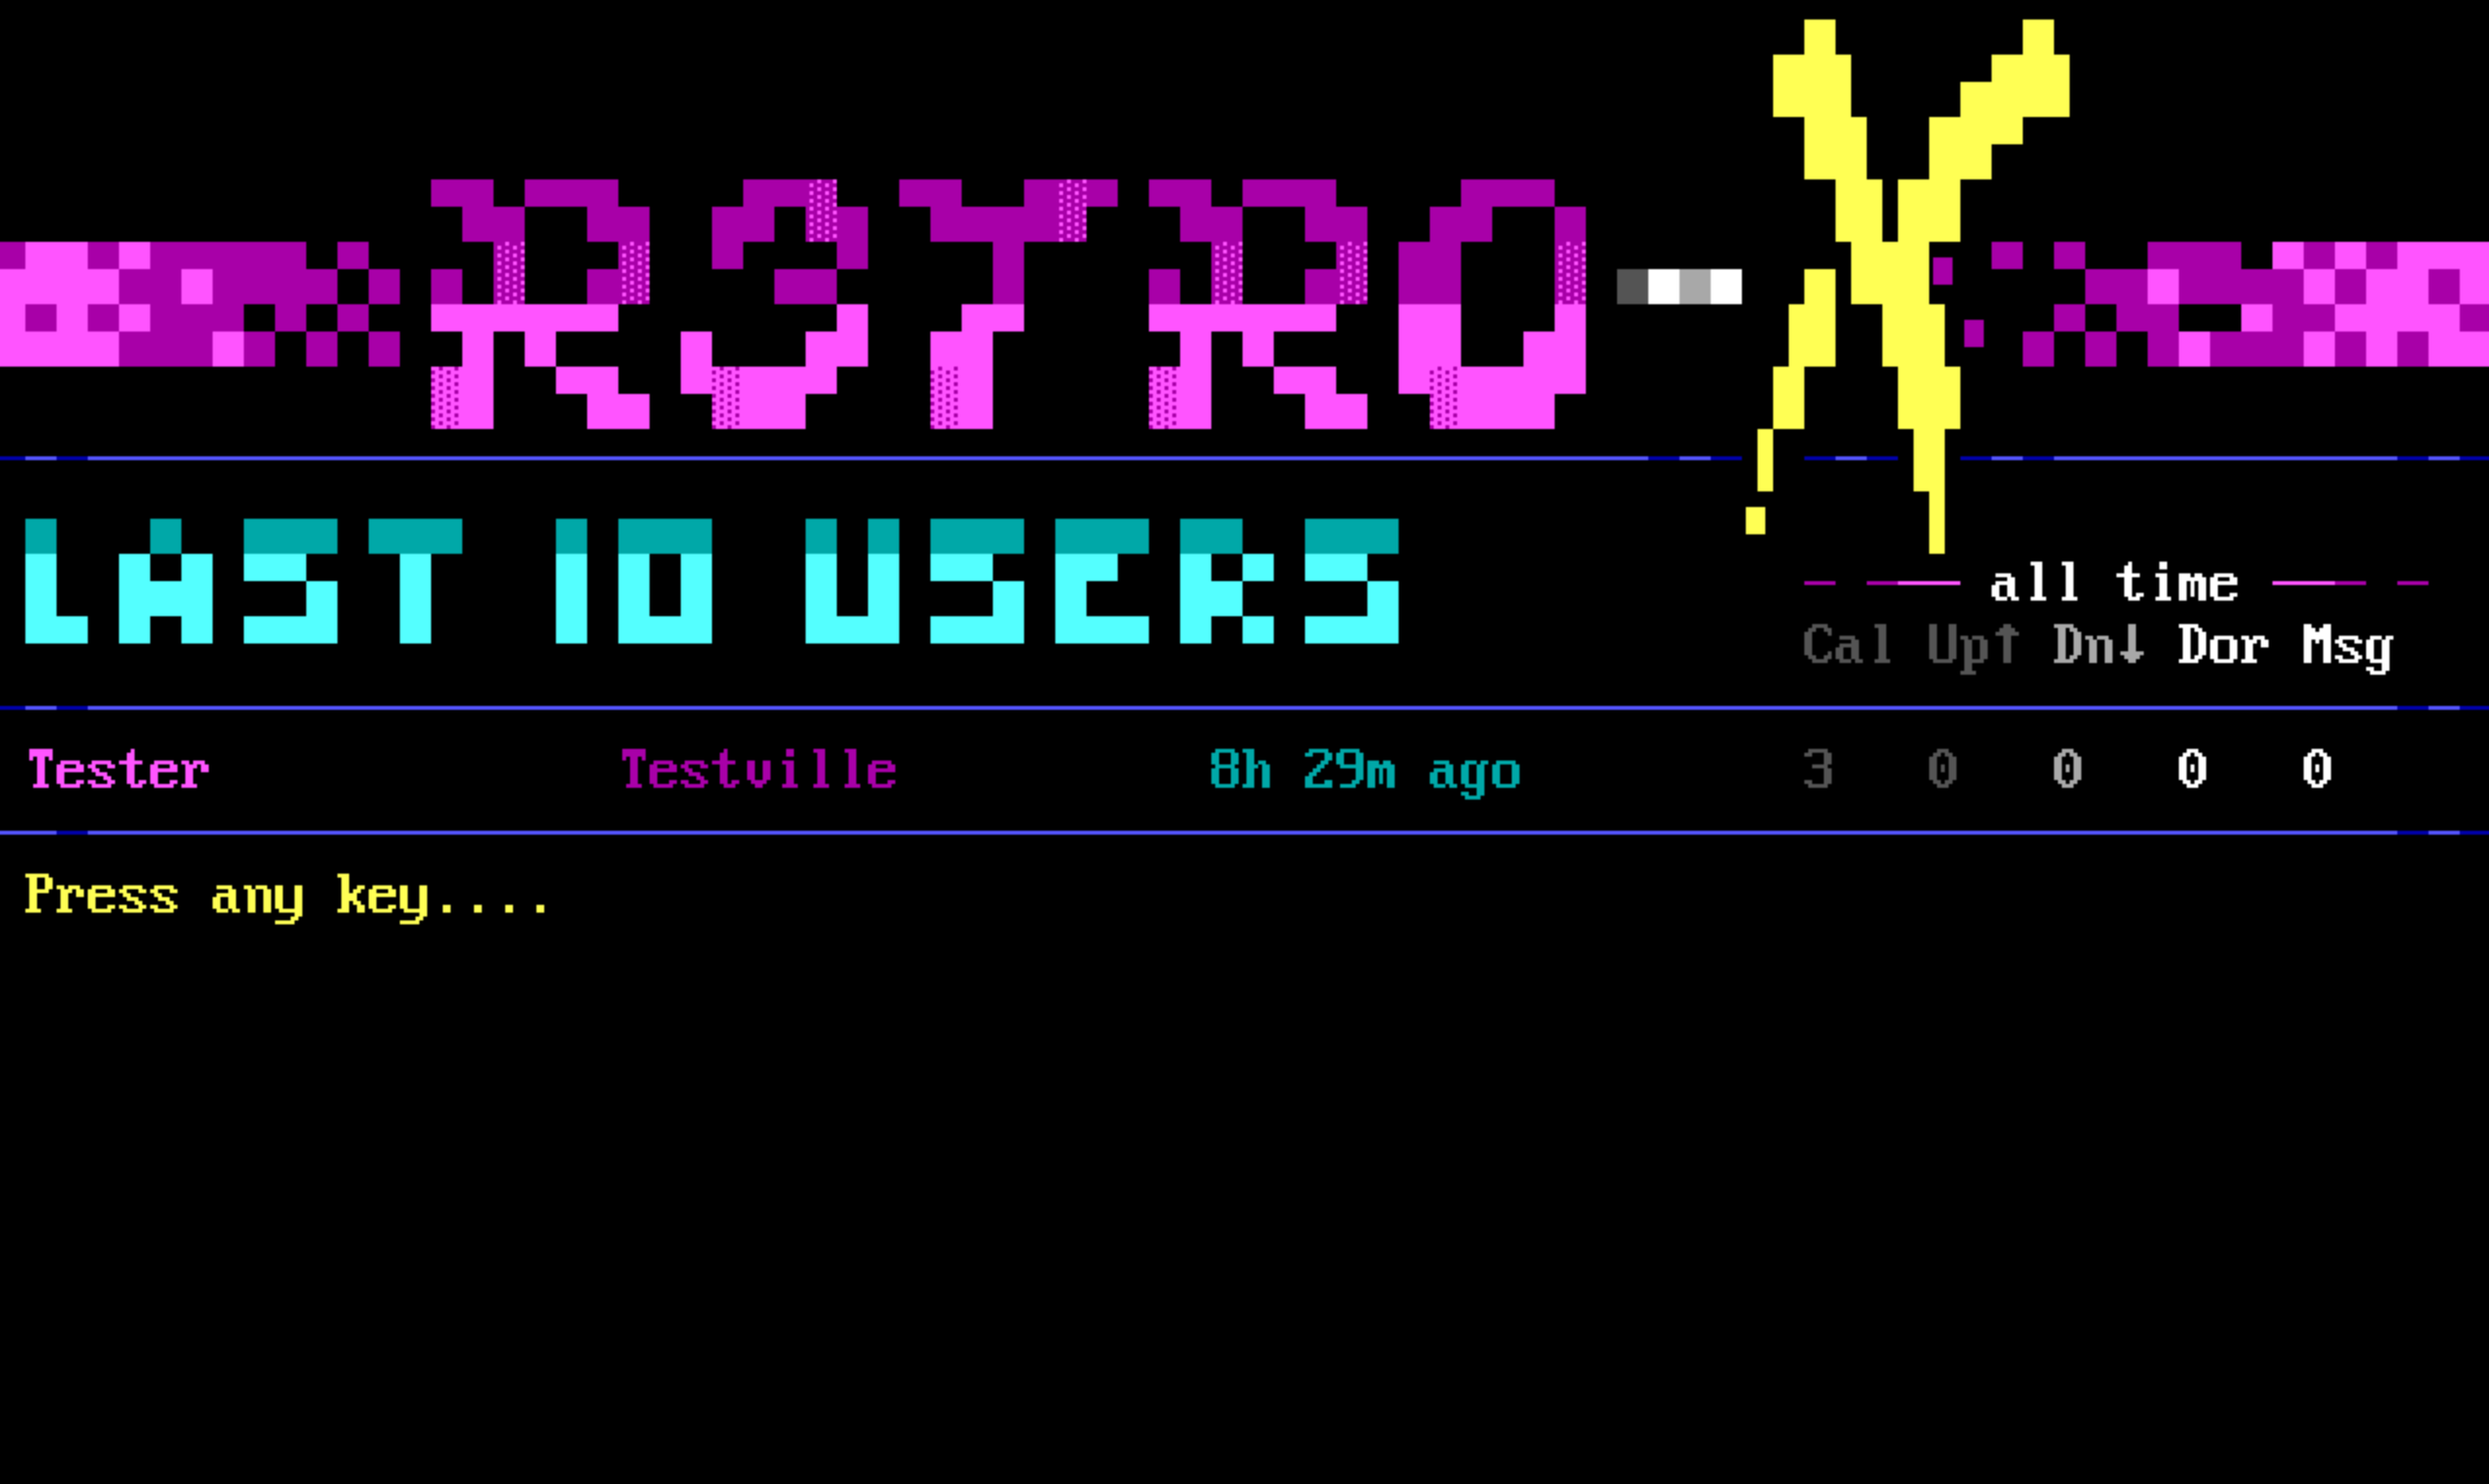 RSTRO-X
LAST 10 USERS
all time
Cal Up↑ Dn↓ Dor Msg
Tester Testville 8h 29m ago 3 0 0 0 0
Press any key....